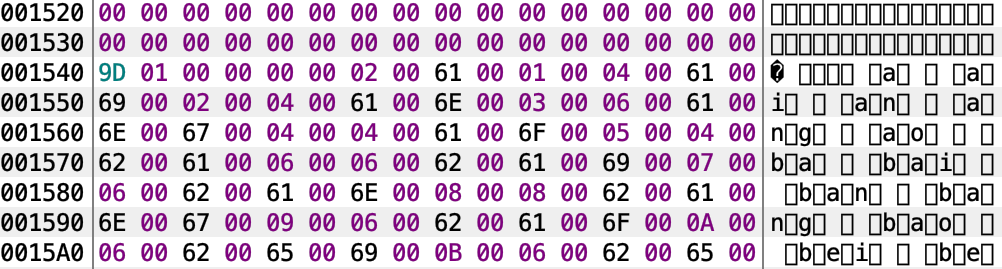 001520 00 00 00 00 00 00 00 00 00 00 00 00 00 00 00 00 □□□□□□□□□□□□□□□□
001530 00 00 00 00 00 00 00 00 00 00 00 00 00 00 00 00 □□□□□□□□□□□□□□□□
001540 9D 01 00 00 00 00 02 00 61 00 01 00 04 00 61 00 � □□□□ □a□ □ □a□
001550 69 00 02 00 04 00 61 00 6E 00 03 00 06 00 61 00 i□ □ □a□n□ □ □a□
001560 6E 00 67 00 04 00 04 00 61 00 6F 00 05 00 04 00 n□g□ □ □a□o□ □ □
001570 62 00 61 00 06 00 06 00 62 00 61 00 69 00 07 00 b□a□ □ □b□a□i□ □
001580 06 00 62 00 61 00 6E 00 08 00 08 00 62 00 61 00 □b□a□n□ □ □b□a□
001590 6E 00 67 00 09 00 06 00 62 00 61 00 6F 00 0A 00 n□g□ □ □b□a□o□ □
0015A0 06 00 62 00 65 00 69 00 0B 00 06 00 62 00 65 00 □b□e□i□ □ □b□e□